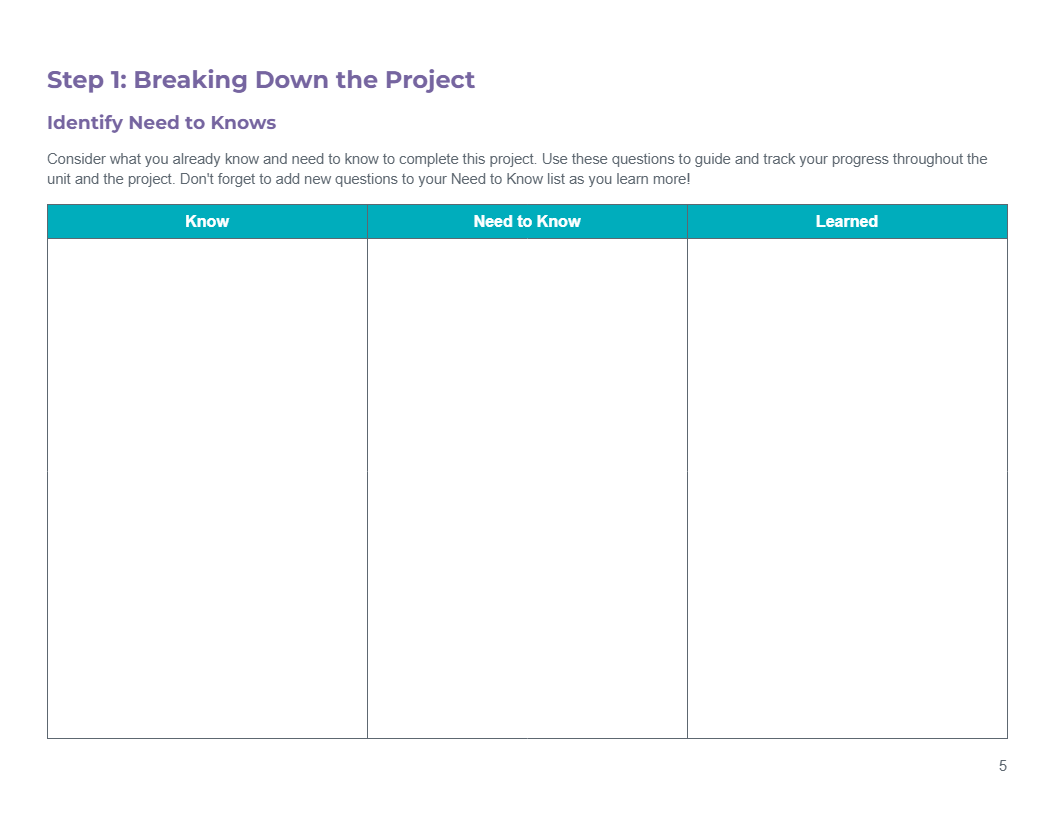 Step 1: Breaking Down the Project
Identify Need to Knows
Consider what you already know and need to know to complete this project. Use these questions to guide and track your progress throughout the
unit and the project. Don't forget to add new questions to your Need to Know list as you learn more!
Know Need to Know Learned
5